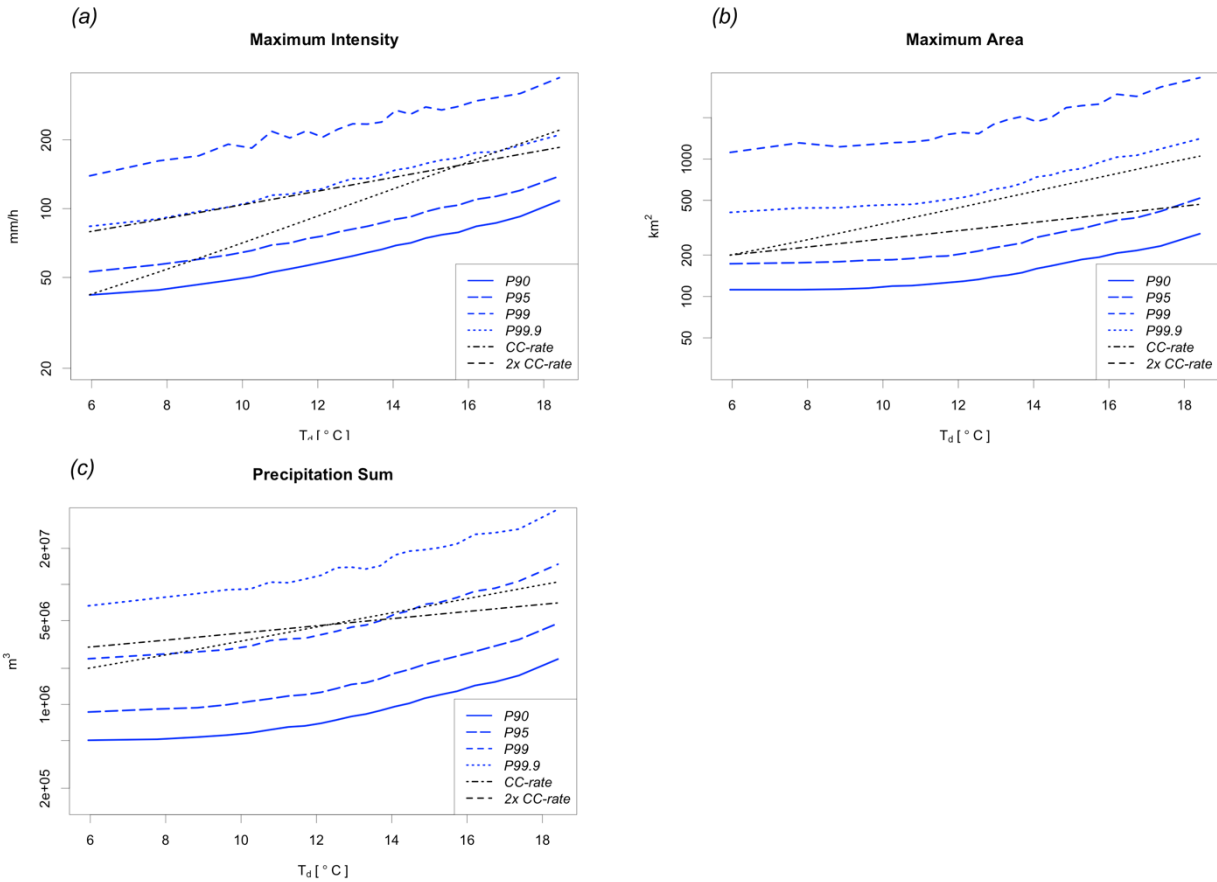 (a)
Maximum Intensity
mm/h
200
100
50
20
6 8 10 12 14 16 18
T_d [ ° C ]
P90
P95
P99
P99.9
CC-rate
2x CC-rate
(b)
Maximum Area
km²
1000
500
200
100
50
6 8 10 12 14 16 18
T_d [ ° C ]
P90
P95
P99
P99.9
CC-rate
2x CC-rate
(c)
Precipitation Sum
m³
2e+07
5e+06
1e+06
2e+05
6 8 10 12 14 16 18
T_d [ ° C ]
P90
P95
P99
P99.9
CC-rate
2x CC-rate